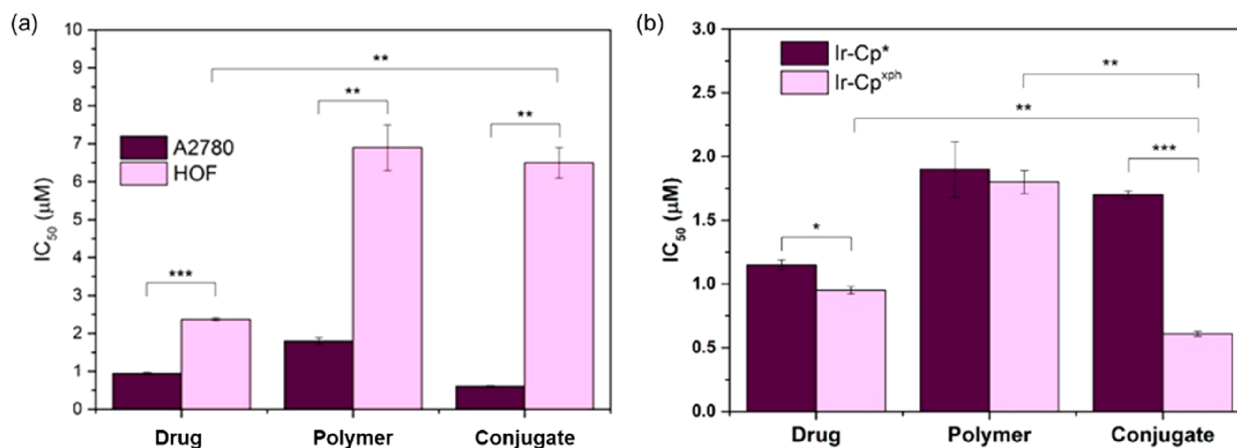 (a)
10
9
8
7
6
5
4
3
2
1
0
IC₅₀ (μM)
A2780
HOF
***
**
**
**
Drug
Polymer
Conjugate
(b)
3.0
2.5
2.0
1.5
1.0
0.5
0.0
IC₅₀ (μM)
Ir-Cp*
Ir-Cpˣᵖʰ
*
**
**
***
Drug
Polymer
Conjugate